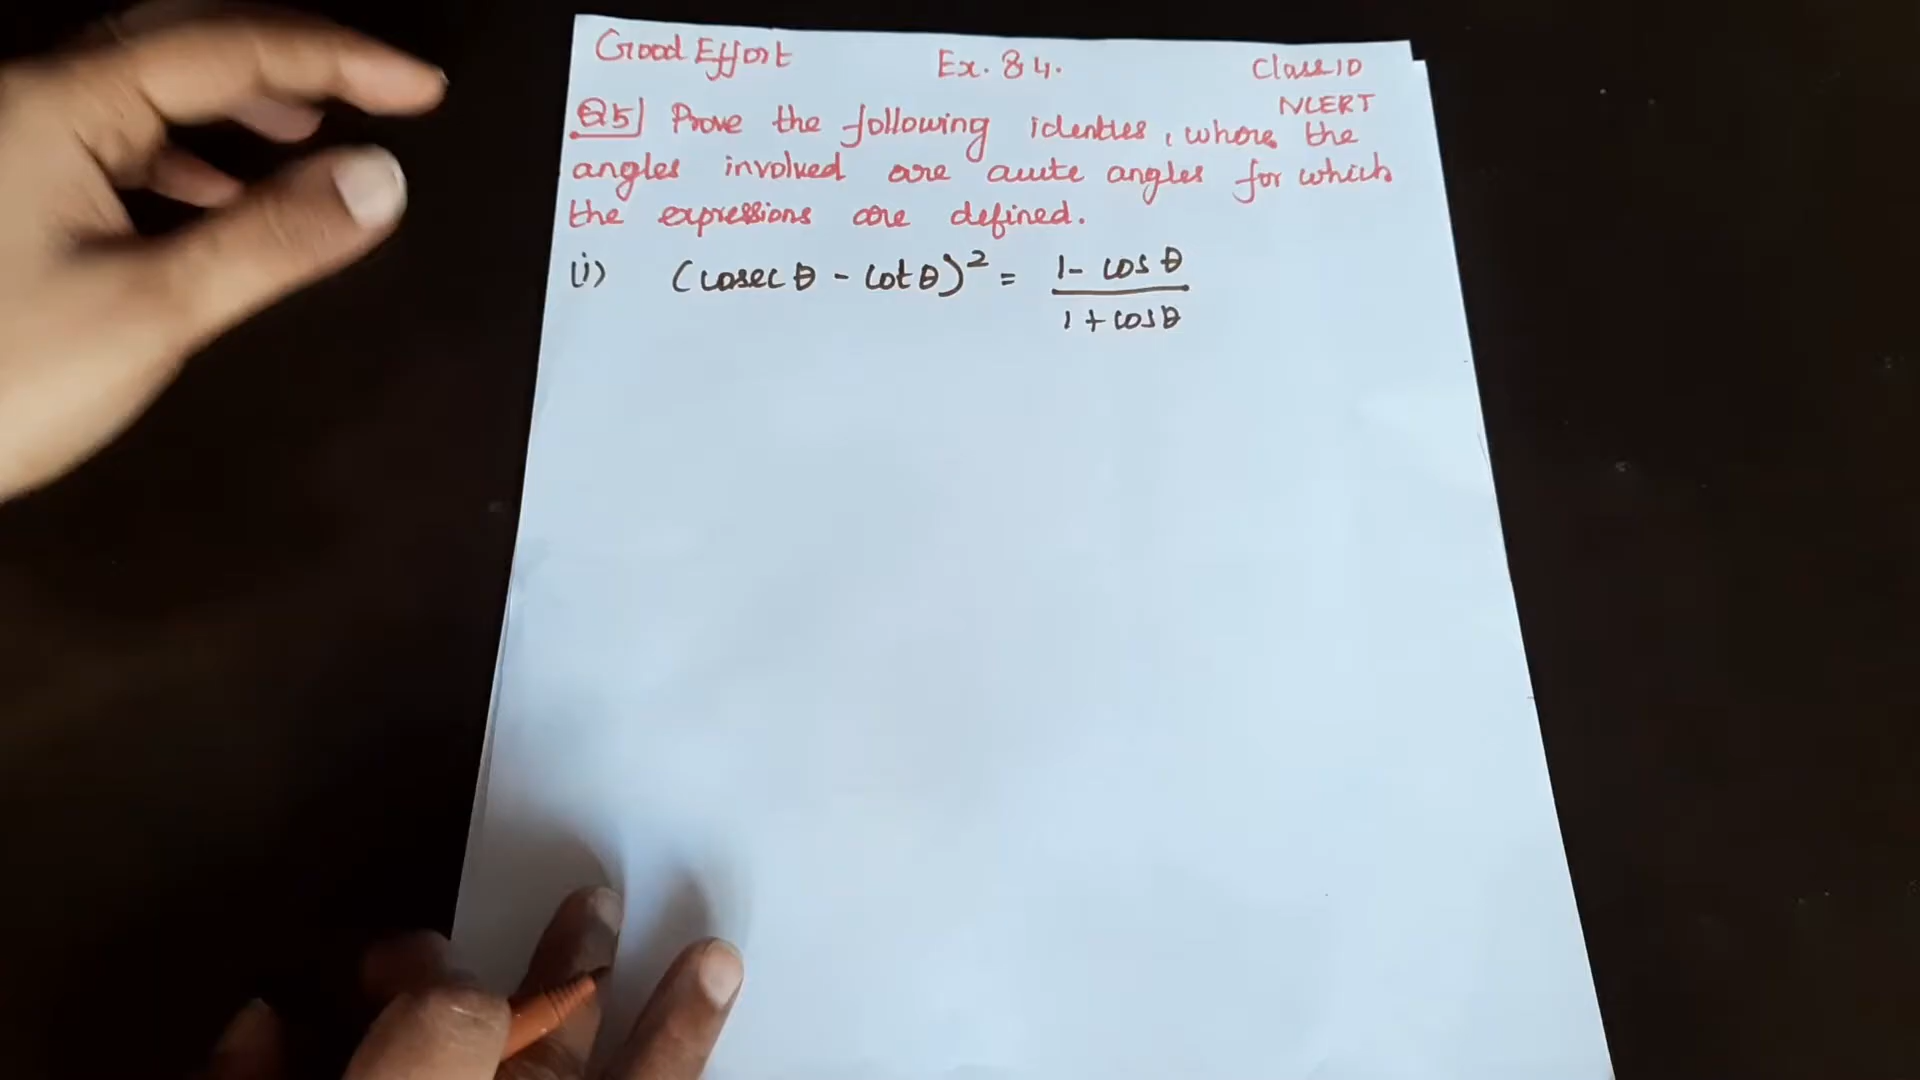 Good Effort Ex. 8.4. Class 10
NCERT
Q5) Prove the following identies, where the
angles involved are acute angles for which
the expressions are defined.
(i) (cosec θ - cot θ)² = 1 - cos θ
1 + cos θ